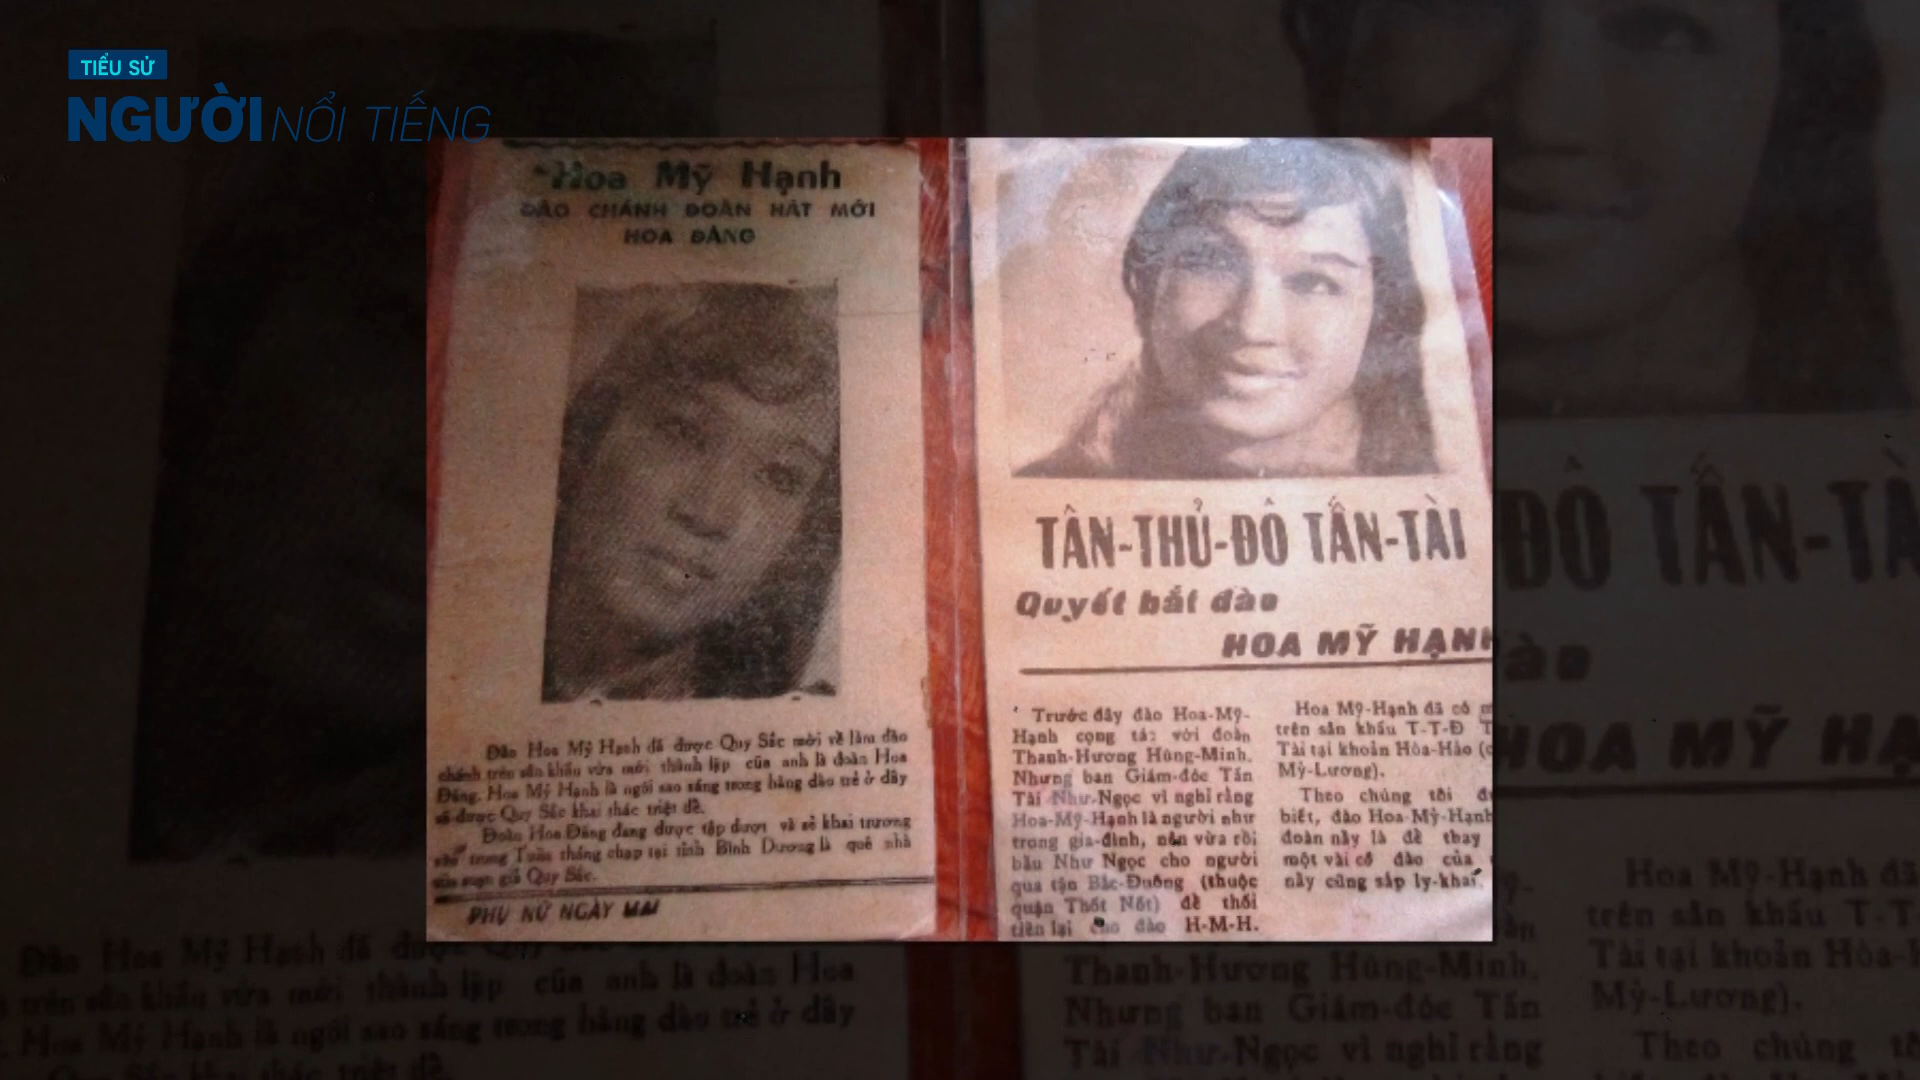 TIỂU SỬ
NGƯỜI NỔI TIẾNG
Hoa Mỹ Hạnh
ĐÀO CHÁNH ĐOÀN HÁT MỚI
HOA ĐĂNG
Đào Hoa Mỹ Hạnh đã được Quy Sắc mời về làm đào
chánh trên sân khấu vừa mới thành lập của anh là đoàn Hoa
Đăng. Hoa Mỹ Hạnh là ngôi sao sáng trong hàng đào trẻ ở đây
sẽ được Quy Sắc khai thác triệt để.
Đoàn Hoa Đăng đang được tập dượt và sẽ khai trương
vào trong Tuần tháng chạp tại tỉnh Bình Dương là quê nhà
soạn giả Quy Sắc.
PHỤ NỮ NGÀY MAI
TÂN-THỦ-ĐÔ TẤN-TÀI
Quyết bắt đào
HOA MỸ HẠNH
Trước đây đào Hoa-Mỹ-
Hạnh cọng tác với đoàn
Thanh-Hương Hùng-Minh.
Nhưng ban Giám-đóc Tấn
Tài Như-Ngọc vì nghỉ rằng
Hoa-Mỹ-Hạnh là người như
trong gia-đình, nên vừa rồi
bầu Như Ngọc cho người
qua tận Bắc-Đuông (thuộc
quận Thốt Nốt) để thối
tiền lại cho đào H-M-H.
Hoa Mỹ-Hạnh đã có
trên sân khấu T-T-Đ T
Tài tại khoản Hòa-Hảo
Mỹ-Lương).
Theo chúng tôi
biết, đào Hoa-Mỹ-Hạnh
đoàn này là để thay
một vài cô đào của
này cũng sắp ly-khai.